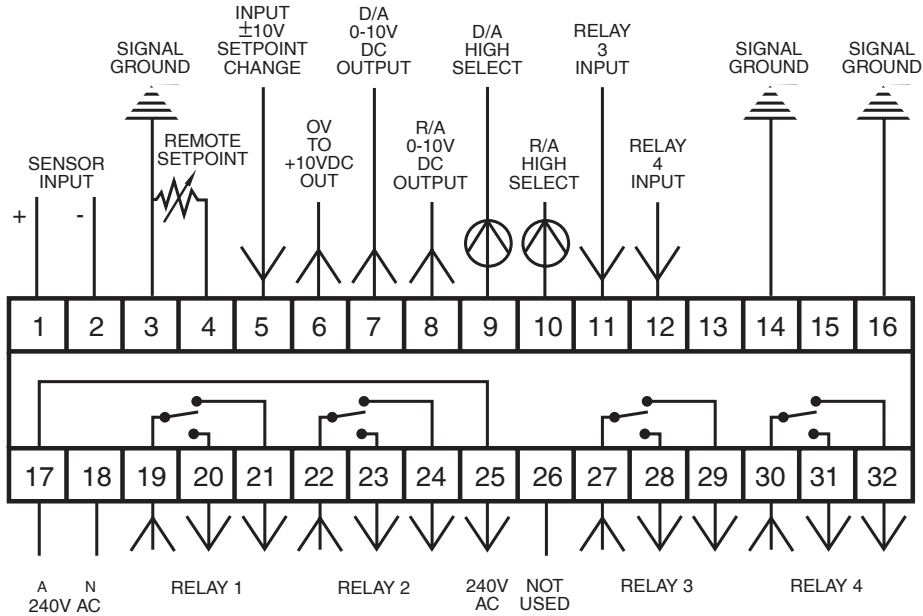 INPUT
±10V
SETPOINT
CHANGE
D/A
0-10V
DC
OUTPUT
D/A
HIGH
SELECT
RELAY
3
INPUT
SIGNAL
GROUND
SIGNAL
GROUND
SIGNAL
GROUND
REMOTE
SETPOINT
OV
TO
+10VDC
OUT
R/A
0-10V
DC
OUTPUT
R/A
HIGH
SELECT
RELAY
4
INPUT
SENSOR
INPUT
+ -
1 2 3 4 5 6 7 8 9 10 11 12 13 14 15 16
17 18 19 20 21 22 23 24 25 26 27 28 29 30 31 32
A N
240V AC
RELAY 1
RELAY 2
240V
AC
NOT
USED
RELAY 3
RELAY 4